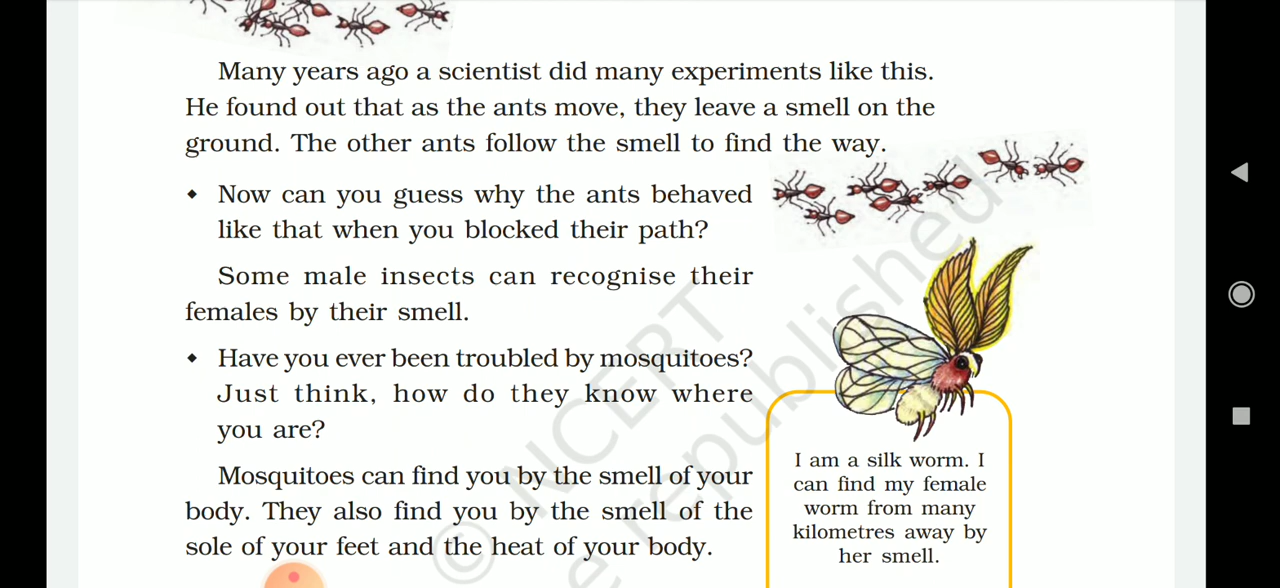 Many years ago a scientist did many experiments like this.
He found out that as the ants move, they leave a smell on the
ground. The other ants follow the smell to find the way.
Now can you guess why the ants behaved
like that when you blocked their path?
Some male insects can recognise their
females by their smell.
Have you ever been troubled by mosquitoes?
Just think, how do they know where
you are?
Mosquitoes can find you by the smell of your
body. They also find you by the smell of the
sole of your feet and the heat of your body.
I am a silk worm. I
can find my female
worm from many
kilometres away by
her smell.
© NCERT
be republished